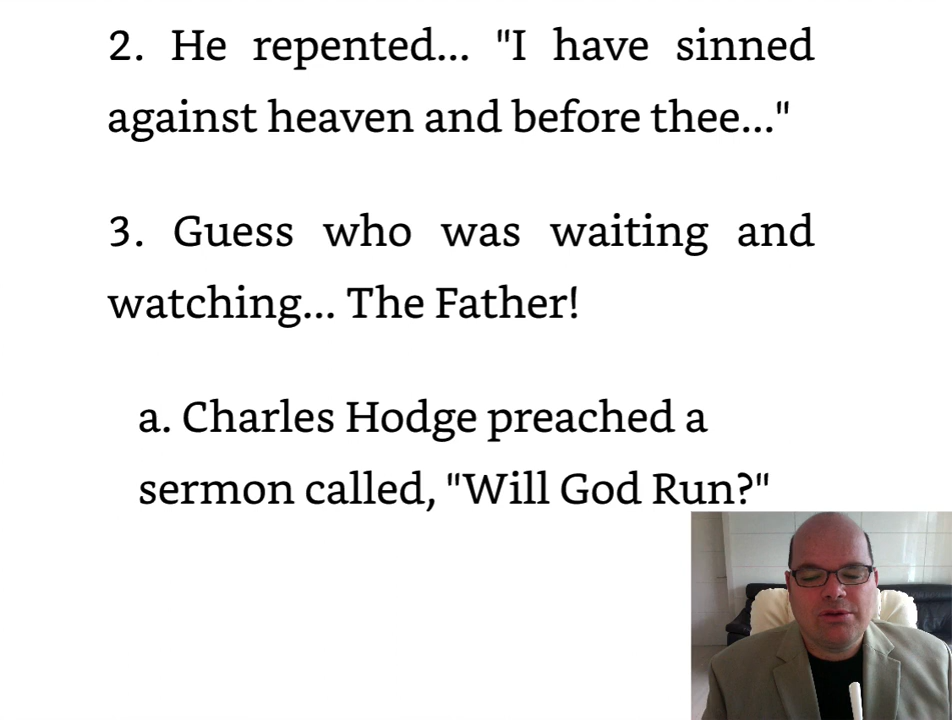 2. He repented... "I have sinned
against heaven and before thee..."
3. Guess who was waiting and
watching... The Father!
a. Charles Hodge preached a
sermon called, "Will God Run?"